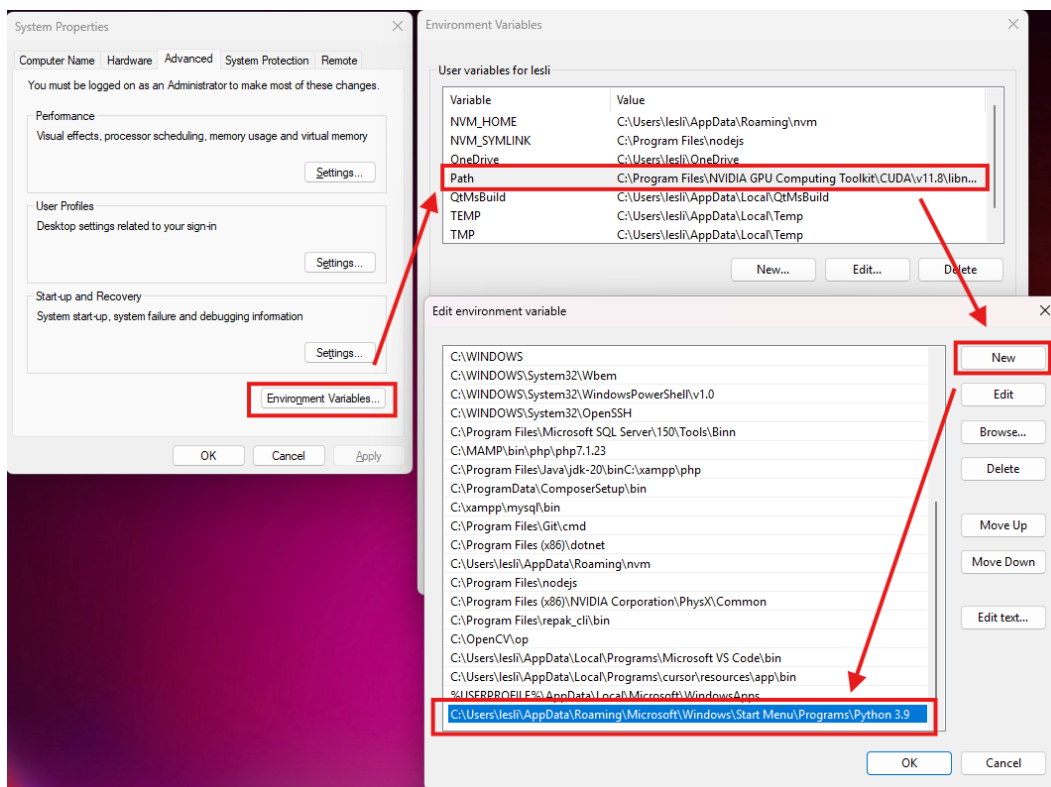 System Properties
Computer Name Hardware Advanced System Protection Remote
You must be logged on as an Administrator to make most of these changes.
Performance
Visual effects, processor scheduling, memory usage and virtual memory
Settings...
User Profiles
Desktop settings related to your sign-in
Settings...
Start-up and Recovery
System start-up, system failure and debugging information
Settings...
Environment Variables...
OK Cancel Apply
Environment Variables
User variables for lesli
Variable Value
NVM_HOME C:\Users\lesli\AppData\Roaming\nvm
NVM_SYMLINK C:\Program Files\nodejs
OneDrive C:\Users\lesli\OneDrive
Path C:\Program Files\NVIDIA GPU Computing Toolkit\CUDA\v11.8\libn...
QtMsBuild C:\Users\lesli\AppData\Local\QtMsBuild
TEMP C:\Users\lesli\AppData\Local\Temp
TMP C:\Users\lesli\AppData\Local\Temp
New... Edit... Delete
Edit environment variable
C:\WINDOWS
C:\WINDOWS\System32\Wbem
C:\WINDOWS\System32\WindowsPowerShell\v1.0
C:\WINDOWS\System32\OpenSSH
C:\Program Files\Microsoft SQL Server\150\Tools\Binn
C:\MAMP\bin\php\php7.1.23
C:\Program Files\Java\jdk-20\binC:\xampp\php
C:\ProgramData\ComposerSetup\bin
C:\xampp\mysql\bin
C:\Program Files\Git\cmd
C:\Program Files (x86)\dotnet
C:\Users\lesli\AppData\Roaming\nvm
C:\Program Files\nodejs
C:\Program Files (x86)\NVIDIA Corporation\PhysX\Common
C:\Program Files\repak_cli\bin
C:\OpenCV\op
C:\Users\lesli\AppData\Local\Programs\Microsoft VS Code\bin
C:\Users\lesli\AppData\Local\Programs\cursor\resources\app\bin
%USERPROFILE%\AppData\Local\Microsoft\WindowsApps
C:\Users\lesli\AppData\Roaming\Microsoft\Windows\Start Menu\Programs\Python 3.9
New
Edit
Browse...
Delete
Move Up
Move Down
Edit text...
OK Cancel